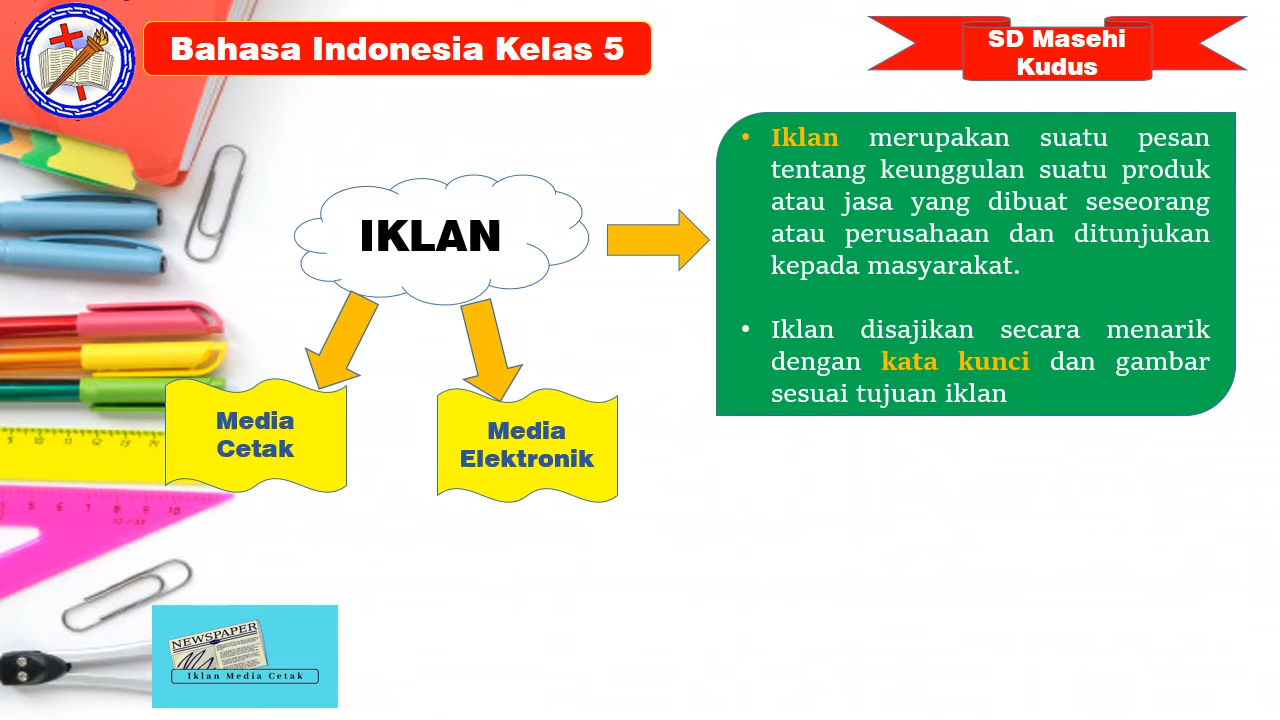 Bahasa Indonesia Kelas 5
SD Masehi
Kudus
IKLAN
• Iklan merupakan suatu pesan
tentang keunggulan suatu produk
atau jasa yang dibuat seseorang
atau perusahaan dan ditunjukan
kepada masyarakat.
• Iklan disajikan secara menarik
dengan kata kunci dan gambar
sesuai tujuan iklan
Media
Cetak
Media
Elektronik
NEWSPAPER
Iklan Media Cetak